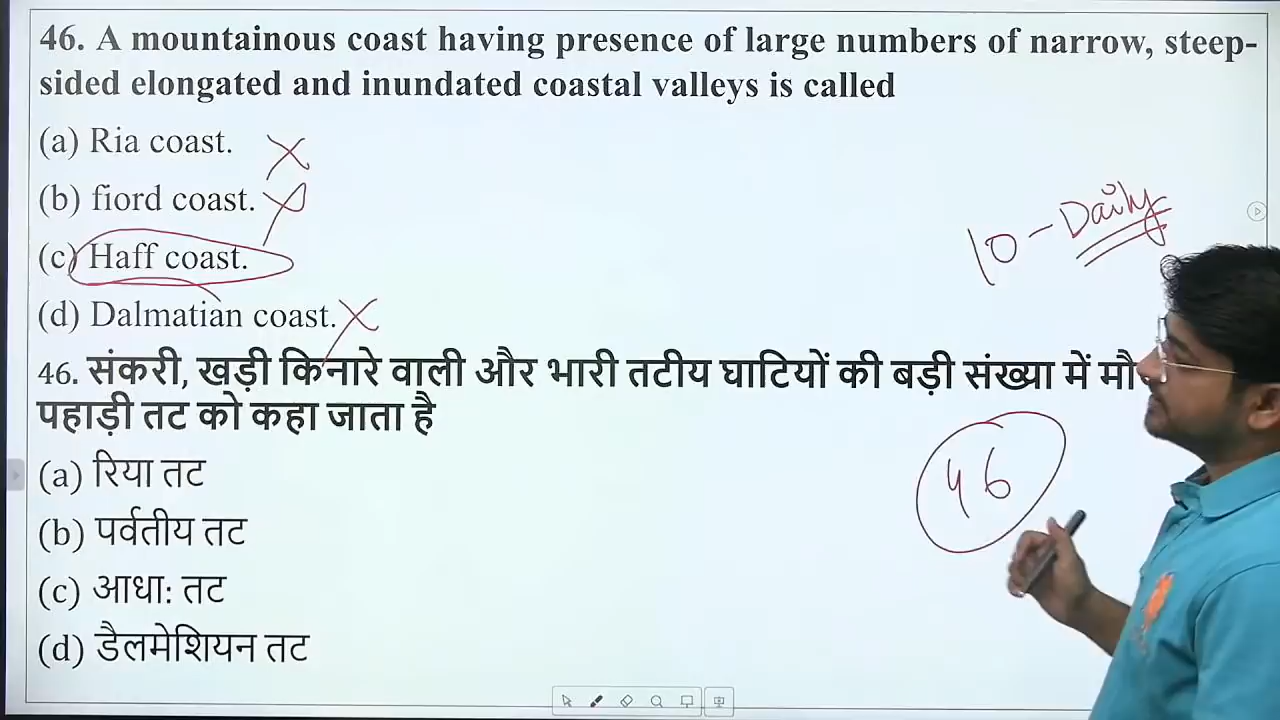 46. A mountainous coast having presence of large numbers of narrow, steep-
sided elongated and inundated coastal valleys is called
(a) Ria coast.
(b) fiord coast.
(c) Haff coast.
(d) Dalmatian coast.
10 - Daily
46. संकरी, खड़ी किनारे वाली और भारी तटीय घाटियों की बड़ी संख्या में
पहाड़ी तट को कहा जाता है
46
(a) रिया तट
(b) पर्वतीय तट
(c) आधा: तट
(d) डैलमेशियन तट